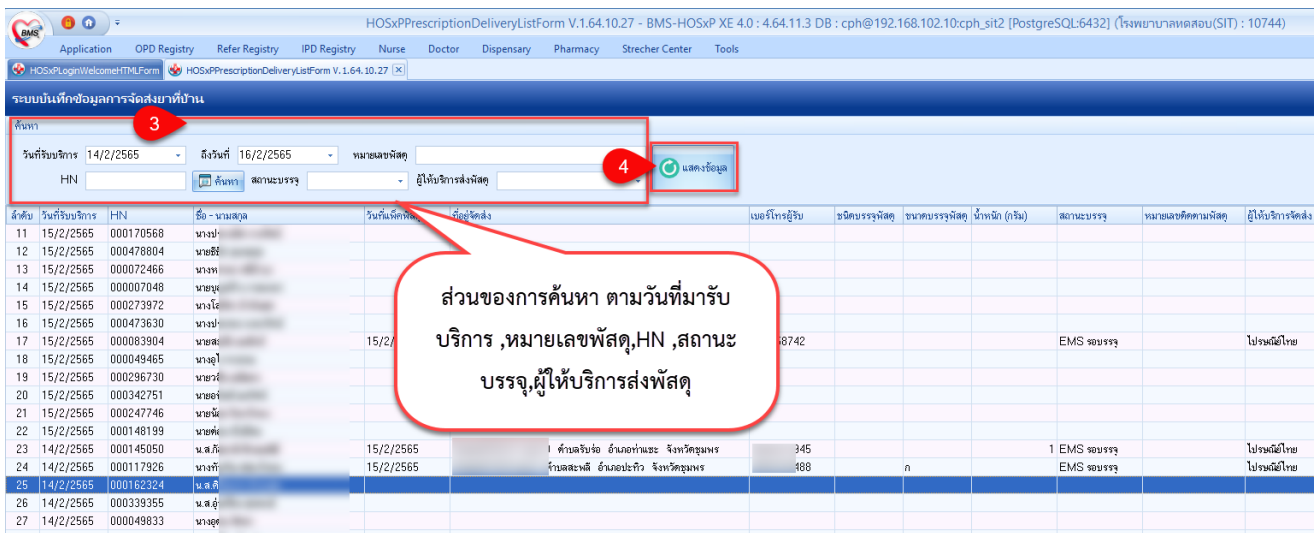 BMS
HOSxPPrescriptionDeliveryListForm V.1.64.10.27 - BMS-HOSxP XE 4.0 : 4.64.11.3 DB : cph@192.168.102.10:cph_sit2 [PostgreSQL:6432] (โรงพยาบาลทดสอบ(SIT) : 10744)
Application OPD Registry Refer Registry IPD Registry Nurse Doctor Dispensary Pharmacy Strecher Center Tools
HOSxPLoginWelcomeHTMLForm HOSxPPrescriptionDeliveryListForm V.1.64.10.27
ระบบบันทึกข้อมูลการจัดส่งยาที่บ้าน
ค้นหา 3
วันที่รับบริการ 14/2/2565 ถึงวันที่ 16/2/2565 หมายเลขพัสดุ 4 แสดงข้อมูล
HN ค้นหา สถานะบรรจุ ผู้ให้บริการส่งพัสดุ
ลำดับ วันที่รับบริการ HN ชื่อ - นามสกุล วันที่แพ็คพัสดุ ที่อยู่จัดส่ง เบอร์โทรผู้รับ ชนิดบรรจุพัสดุ ขนาดบรรจุพัสดุ น้ำหนัก (กรัม) สถานะบรรจุ หมายเลขติดตามพัสดุ ผู้ให้บริการจัดส่ง
11 15/2/2565 000170568
12 15/2/2565 000478804
13 15/2/2565 000072466
14 15/2/2565 000007048
15 15/2/2565 000273972
16 15/2/2565 000473630
17 15/2/2565 000083904 15/2/ 8742 EMS รอบรรจุ ไปรษณีย์ไทย
18 15/2/2565 000049465
19 15/2/2565 000296730
20 15/2/2565 000342751
21 15/2/2565 000247746
22 15/2/2565 000148199
23 14/2/2565 000145050 น.ส. 15/2/2565 ตำบลรับร่อ อำเภอท่าแซะ จังหวัดชุมพร 945 1 EMS รอบรรจุ ไปรษณีย์ไทย
24 14/2/2565 000117926 15/2/2565 ตำบลสะพลี อำเภอปะทิว จังหวัดชุมพร 488 ก EMS รอบรรจุ ไปรษณีย์ไทย
25 14/2/2565 000162324 น.ส.
26 14/2/2565 000339355 น.ส.
27 14/2/2565 000049833
ส่วนของการค้นหา ตามวันที่มารับ
บริการ ,หมายเลขพัสดุ,HN ,สถานะ
บรรจุ,ผู้ให้บริการส่งพัสดุ